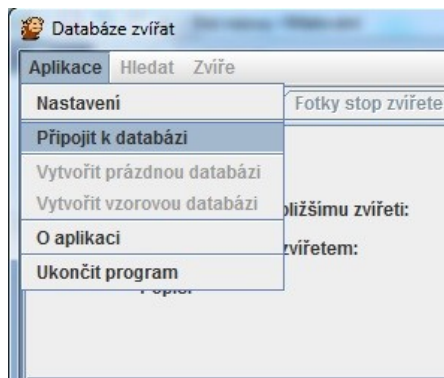 Databáze zvířat
Aplikace Hledat Zvíře
Nastavení
Fotky stop zvířete
Připojit k databázi
Vytvořit prázdnou databázi
Vytvořit vzorovou databázi
bližšímu zvířeti:
O aplikaci
zvířetem:
Ukončit program